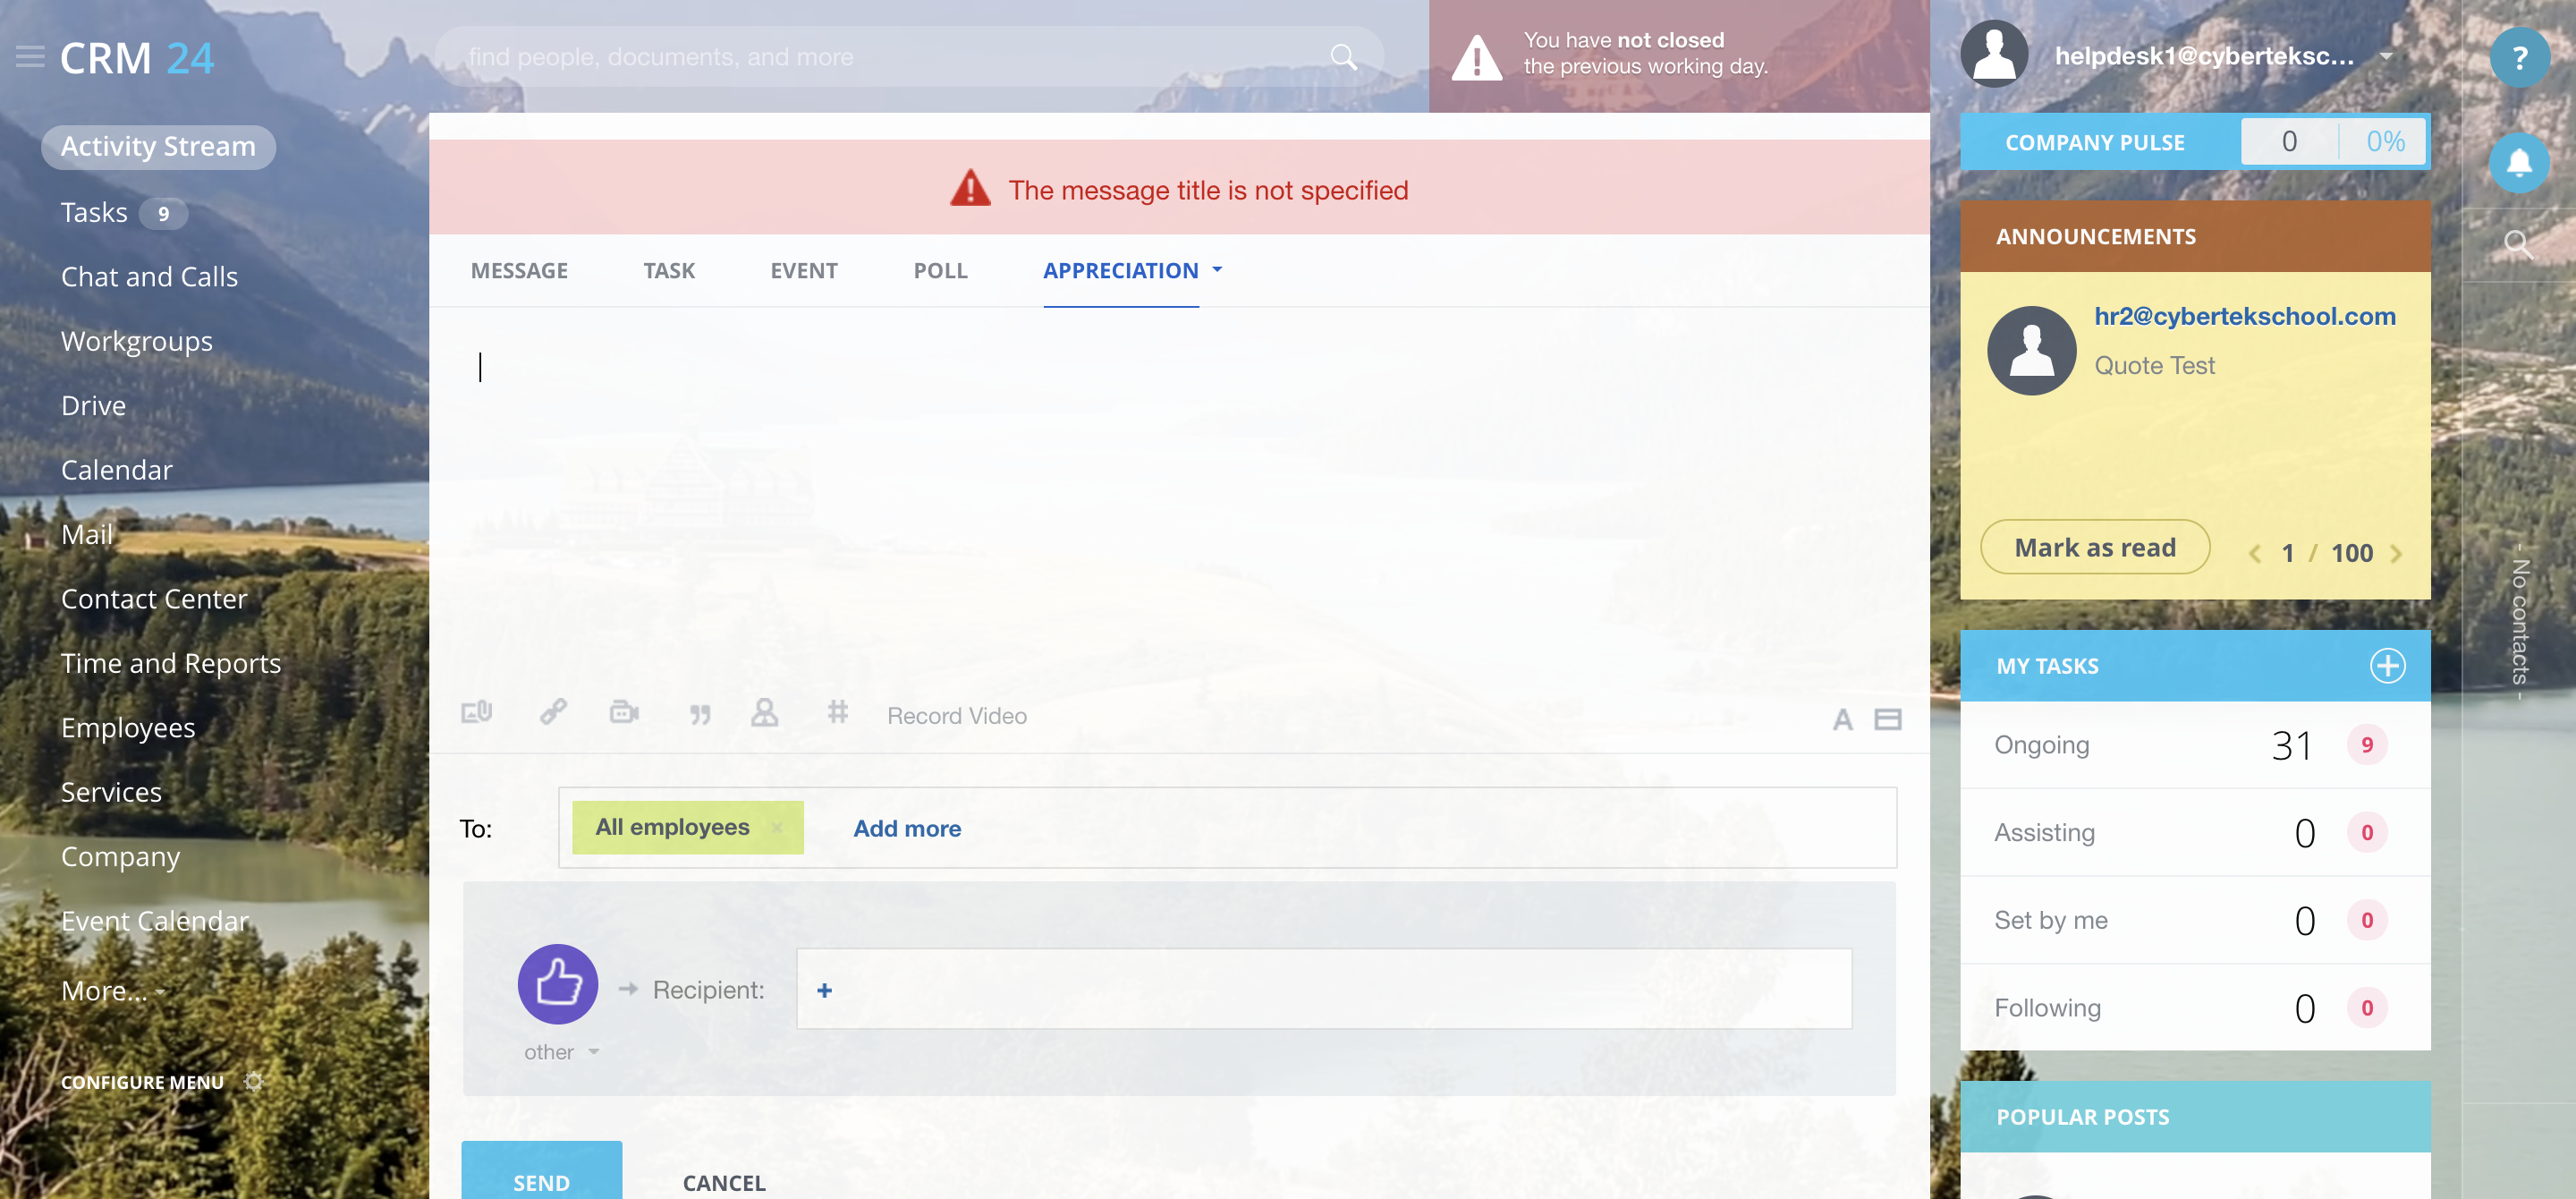 CRM 24
find people, documents, and more
You have not closed
the previous working day.
helpdesk1@cyberteksc...
?
Activity Stream
Tasks 9
Chat and Calls
Workgroups
Drive
Calendar
Mail
Contact Center
Time and Reports
Employees
Services
Company
Event Calendar
More...
CONFIGURE MENU
The message title is not specified
MESSAGE TASK EVENT POLL APPRECIATION
Record Video
A
To: All employees × Add more
Recipient: +
other
SEND CANCEL
COMPANY PULSE 0 0%
ANNOUNCEMENTS
hr2@cybertekschool.com
Quote Test
Mark as read 1 / 100
MY TASKS
Ongoing 31 9
Assisting 0 0
Set by me 0 0
Following 0 0
POPULAR POSTS
- No contacts -